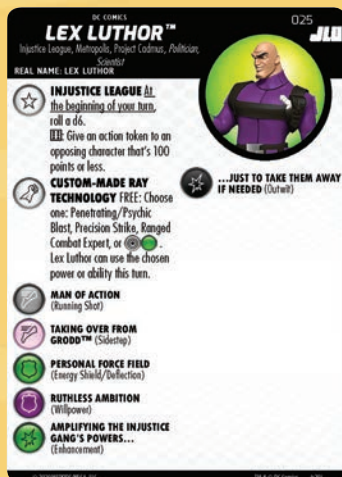 DC COMICS
LEX LUTHOR™
Injustice League, Metropolis, Project Cadmus, Politician,
Scientist
REAL NAME: LEX LUTHOR
025
JLU
INJUSTICE LEAGUE At
the beginning of your turn,
roll a d6.
Give an action token to an
opposing character that's 100
points or less.
CUSTOM-MADE RAY
TECHNOLOGY FREE: Choose
one: Penetrating/Psychic
Blast, Precision Strike, Ranged
Combat Expert, or
Lex Luthor can use the chosen
power or ability this turn.
MAN OF ACTION
(Running Shot)
TAKING OVER FROM
GRODD™ (Sidestep)
PERSONAL FORCE FIELD
(Energy Shield/Deflection)
RUTHLESS AMBITION
(Willpower)
AMPLIFYING THE INJUSTICE
GANG'S POWERS...
(Enhancement)
...JUST TO TAKE THEM AWAY
IF NEEDED (Outwit)